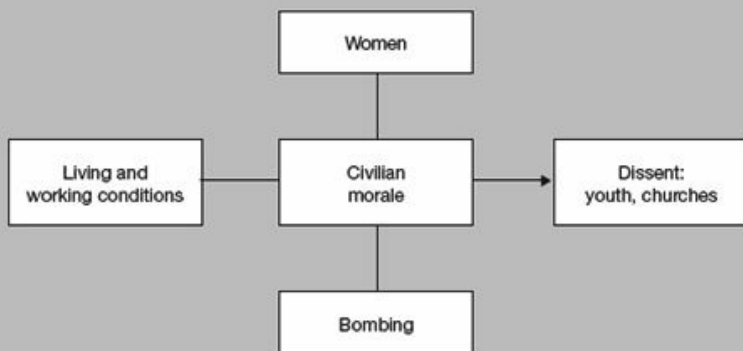 Women
Living and
working conditions
Civilian
morale
Dissent:
youth, churches
Bombing